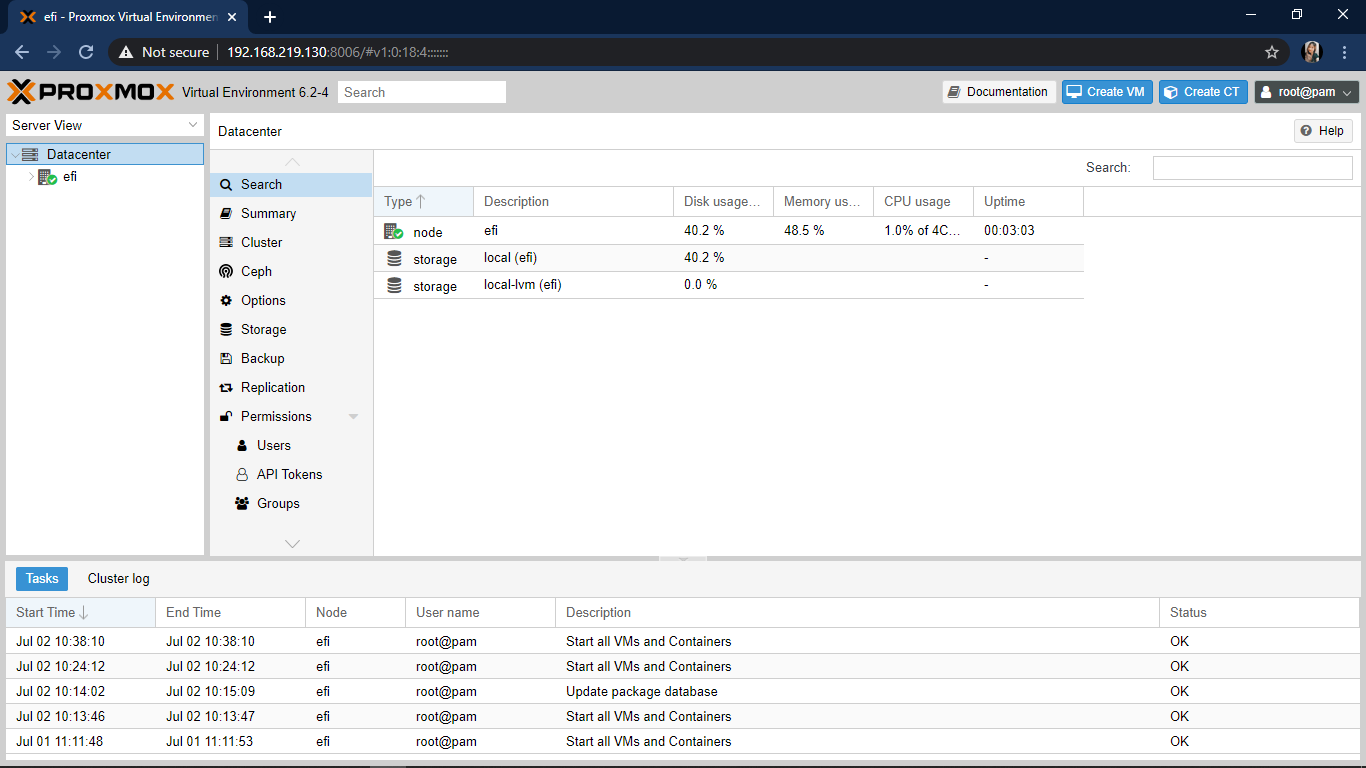 efi - Proxmox Virtual Environmen
Not secure 192.168.219.130:8006/#v1:0:18:4:::::::
PROXMOX Virtual Environment 6.2-4 Search Documentation Create VM Create CT root@pam
Server View
Datacenter
efi
Datacenter Help
Search
Summary
Cluster
Ceph
Options
Storage
Backup
Replication
Permissions
Users
API Tokens
Groups
Search:
Type Description Disk usage... Memory us... CPU usage Uptime
node efi 40.2 % 48.5 % 1.0% of 4C... 00:03:03
storage local (efi) 40.2 % -
storage local-lvm (efi) 0.0 % -
Tasks Cluster log
Start Time End Time Node User name Description Status
Jul 02 10:38:10 Jul 02 10:38:10 efi root@pam Start all VMs and Containers OK
Jul 02 10:24:12 Jul 02 10:24:12 efi root@pam Start all VMs and Containers OK
Jul 02 10:14:02 Jul 02 10:15:09 efi root@pam Update package database OK
Jul 02 10:13:46 Jul 02 10:13:47 efi root@pam Start all VMs and Containers OK
Jul 01 11:11:48 Jul 01 11:11:53 efi root@pam Start all VMs and Containers OK